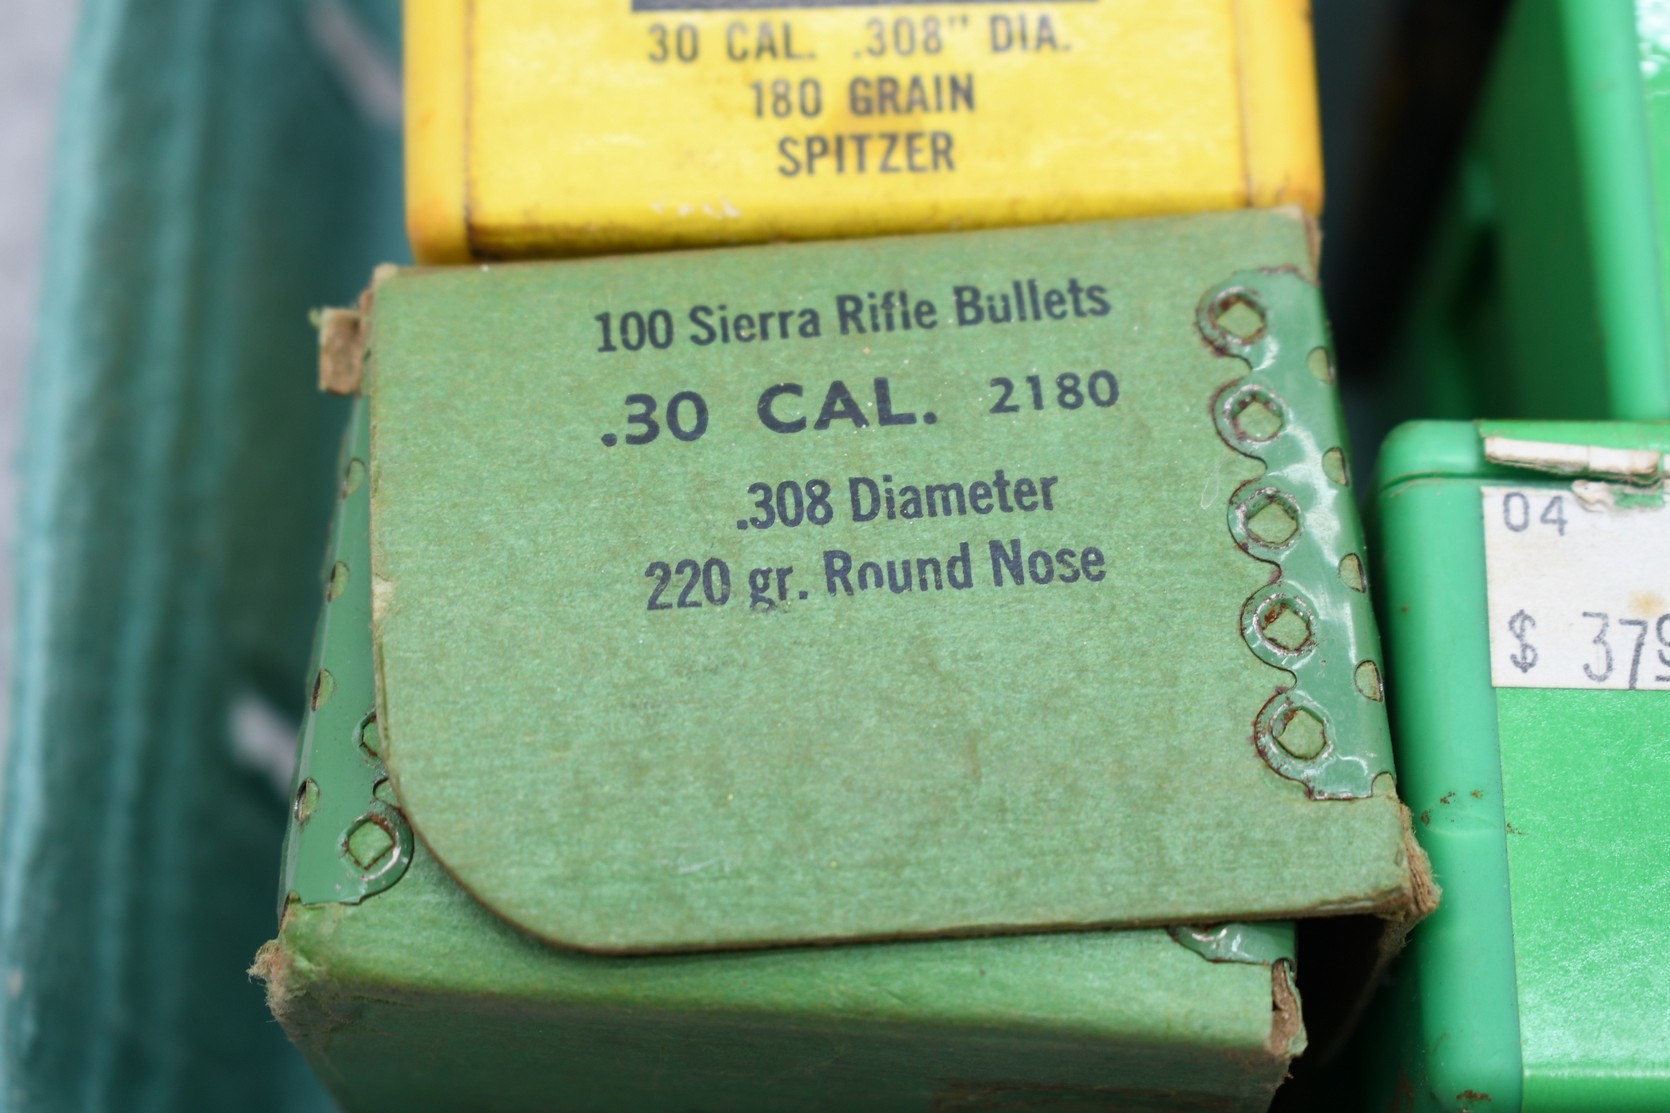 30 CAL. .308" DIA.
180 GRAIN
SPITZER
100 Sierra Rifle Bullets
.30 CAL. 2180
.308 Diameter
220 gr. Round Nose
04
$ 379